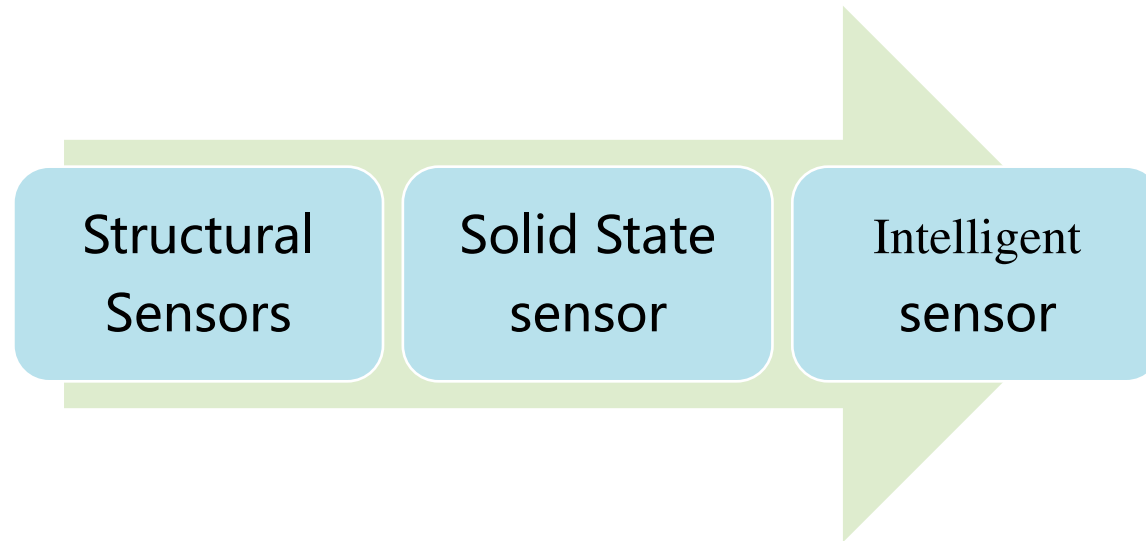 Structural
Sensors
Solid State
sensor
Intelligent
sensor